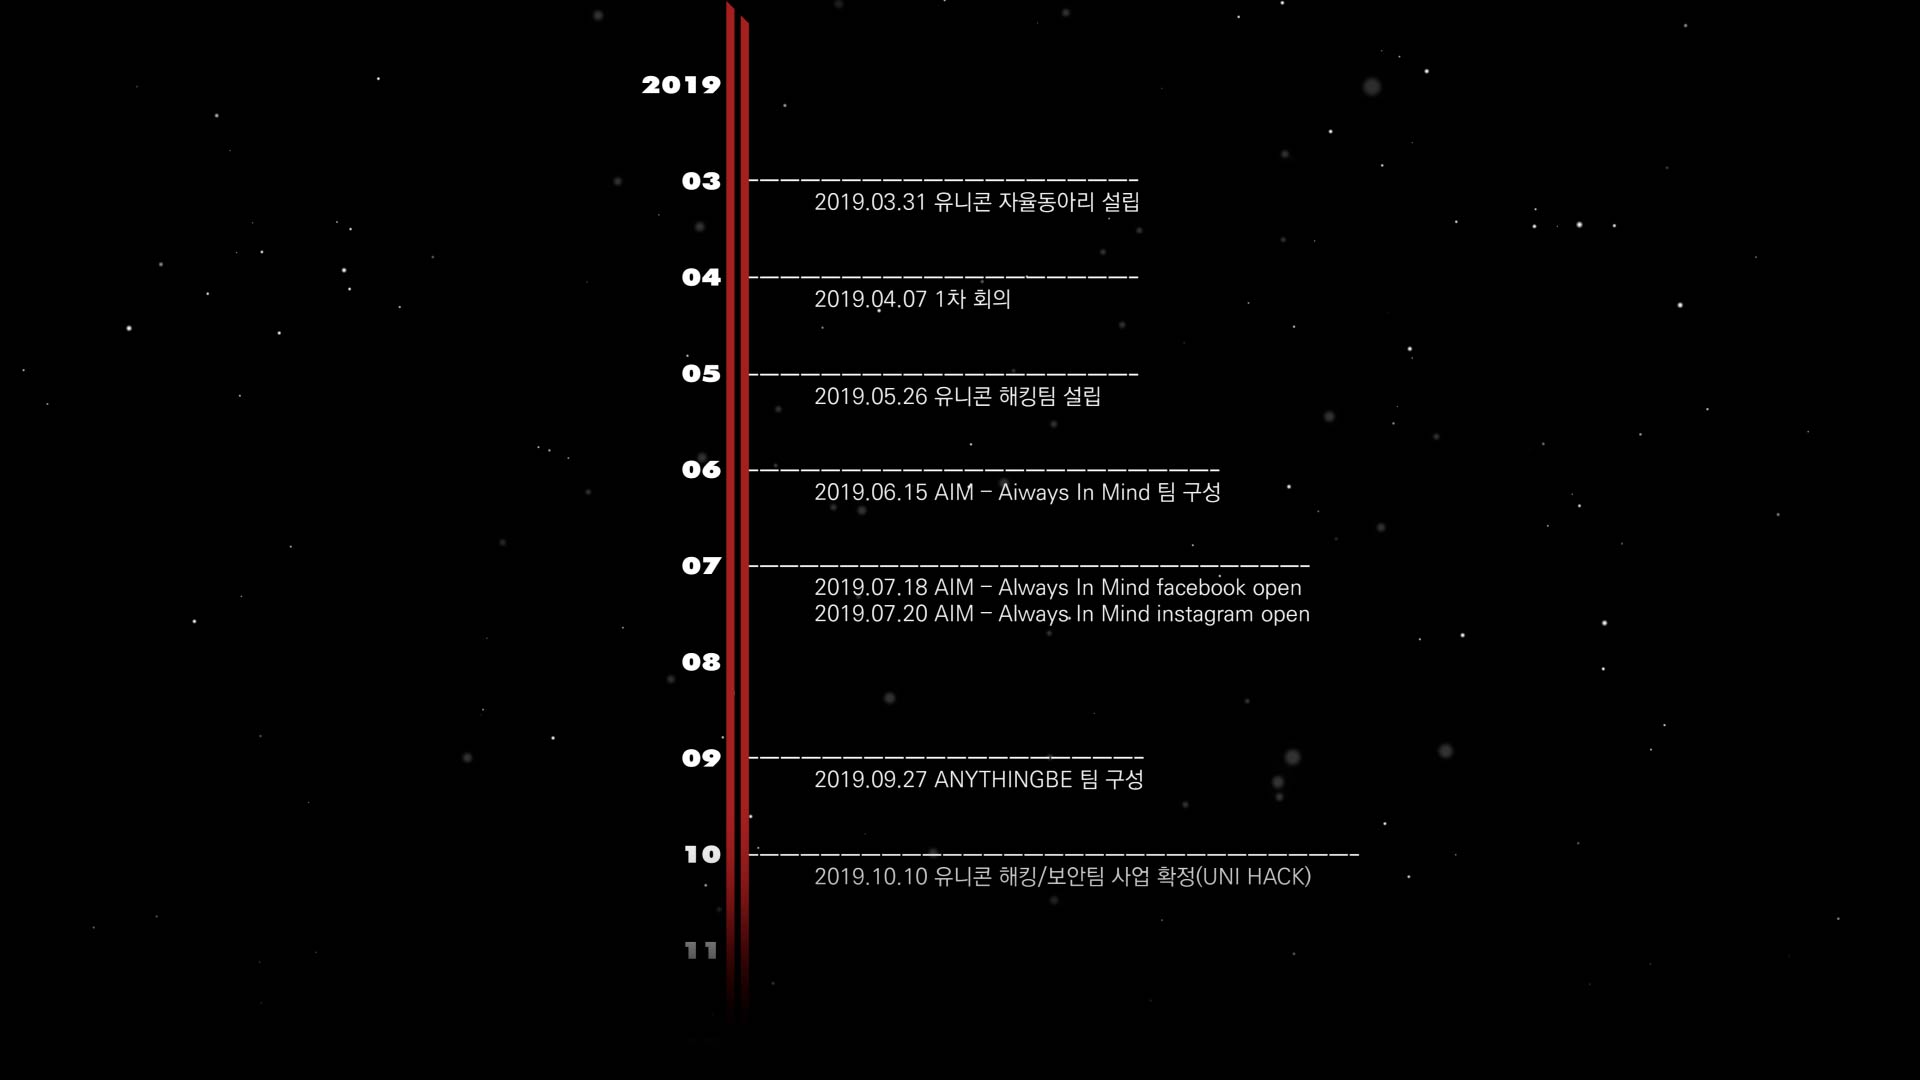 2019
03
2019.03.31 유니콘 자율동아리 설립
04
2019.04.07 1차 회의
05
2019.05.26 유니콘 해킹팀 설립
06
2019.06.15 AIM – Aiways In Mind 팀 구성
07
2019.07.18 AIM – Always In Mind facebook open
2019.07.20 AIM – Always In Mind instagram open
08
09
2019.09.27 ANYTHINGBE 팀 구성
10
2019.10.10 유니콘 해킹/보안팀 사업 확정(UNI HACK)
11